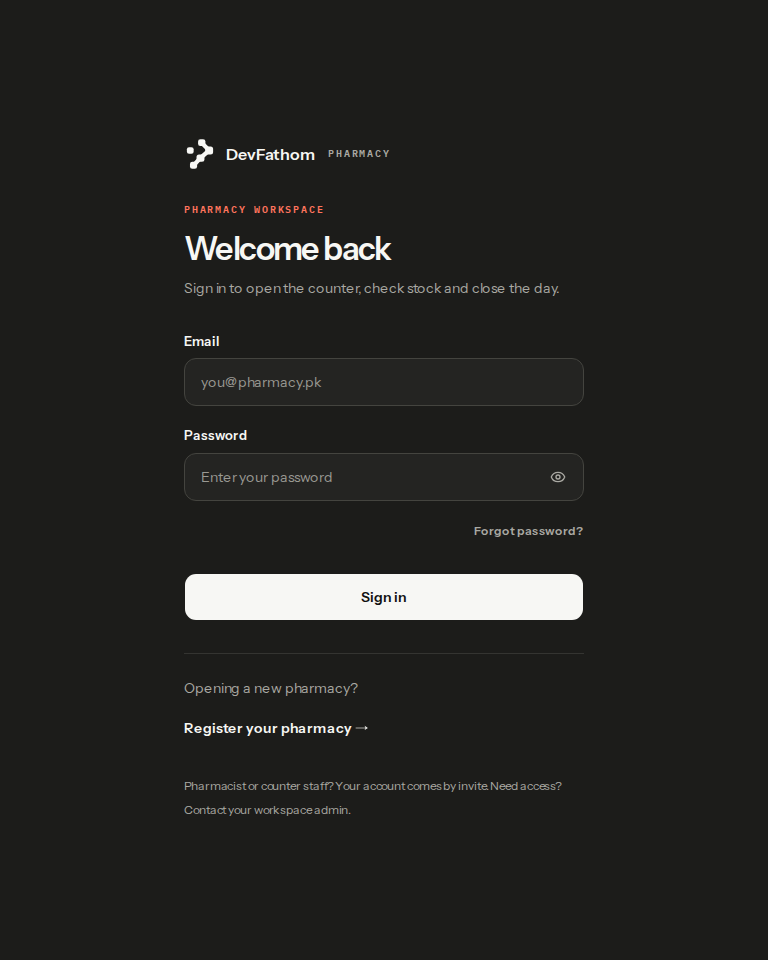 DevFathom PHARMACY
PHARMACY WORKSPACE
Welcome back
Sign in to open the counter, check stock and close the day.
Email
you@pharmacy.pk
Password
Enter your password
Forgot password?
Sign in
Opening a new pharmacy?
Register your pharmacy →
Pharmacist or counter staff? Your account comes by invite. Need access?
Contact your workspace admin.